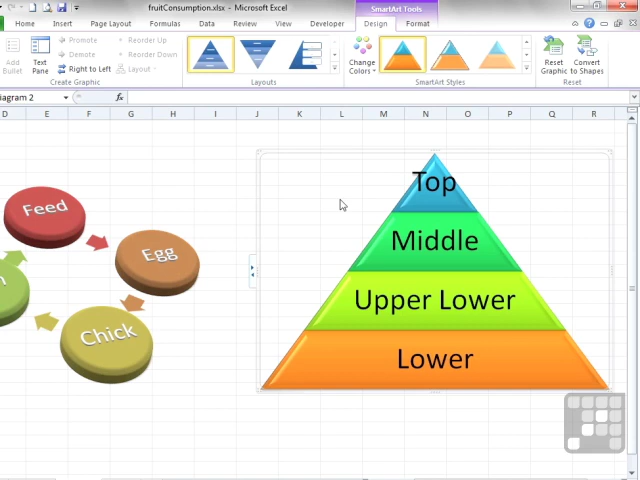 fruitConsumption.xlsx - Microsoft Excel
SmartArt Tools
Home Insert Page Layout Formulas Data Review View Developer Design Format
Add Bullet
Text Pane
Promote
Demote
Right to Left
Reorder Up
Reorder Down
Layout
Create Graphic
Layouts
Change Colors
SmartArt Styles
Reset Graphic
Convert to Shapes
Reset
fx
D E F G H I J K L M N O P Q R
Feed
Egg
Chick
Top
Middle
Upper Lower
Lower